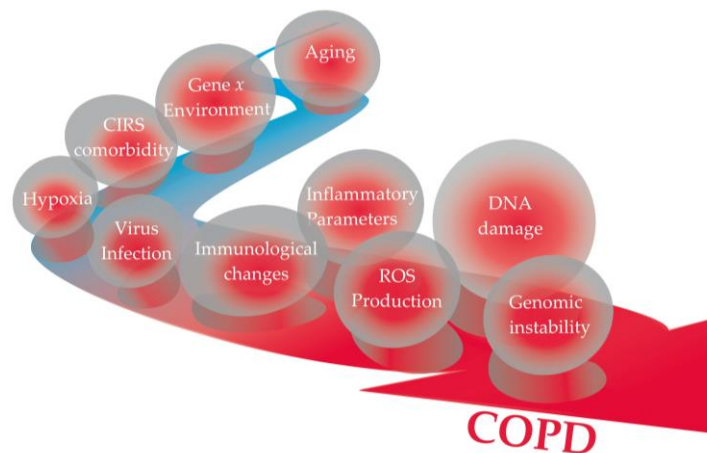 Aging
Gene x
Environment
CIRS
comorbidity
Hypoxia
Virus
Infection
Immunological
changes
Inflammatory
Parameters
ROS
Production
DNA
damage
Genomic
instability
COPD